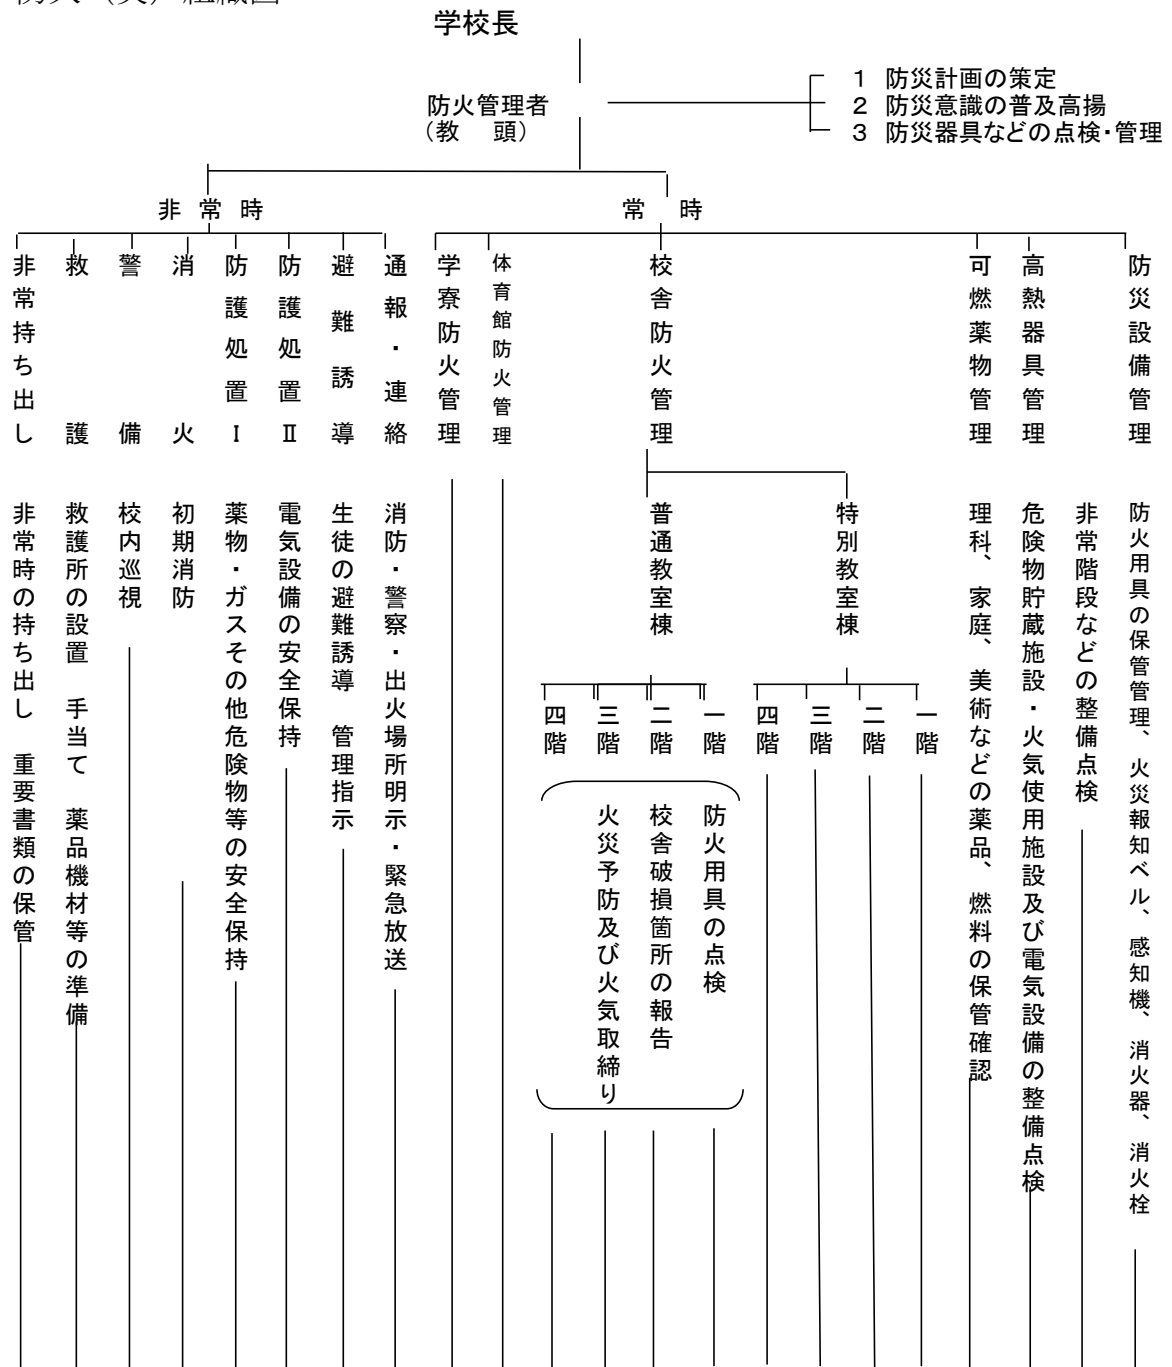 学校長
防火管理者
(教　頭)
1 防災計画の策定
2 防災意識の普及高揚
3 防災器具などの点検・管理
常　時
非 常 時
防災設備管理
高熱器具管理
可燃薬物管理
校舎防火管理
体育館防火管理
学寮防火管理
通報・連絡
避難誘導
防護処置Ⅱ
防護処置Ⅰ
消火
警備
救護
非常持ち出し
防火用具の保管管理、火災報知ベル、感知機、消火器、消火栓
非常階段などの整備点検
危険物貯蔵施設・火気使用施設及び電気設備の整備点検
理科、家庭、美術などの薬品、燃料の保管確認
特別教室棟
一階
二階
三階
四階
普通教室棟
一階
二階
三階
四階
防火用具の点検
校舎破損箇所の報告
火災予防及び火気取締り
消防・警察・出火場所明示・緊急放送
生徒の避難誘導　管理指示
電気設備の安全保持
薬物・ガスその他危険物等の安全保持
初期消防
校内巡視
救護所の設置　手当て　薬品機材等の準備
非常時の持ち出し　重要書類の保管